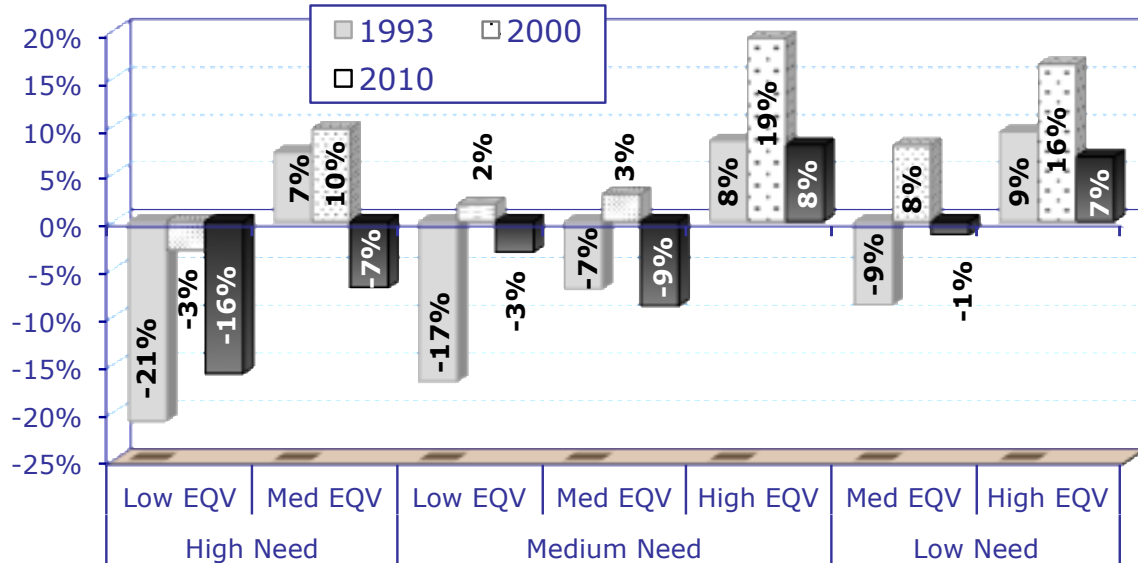 1993 2000
2010
20%
15%
10%
5%
0%
-5%
-10%
-15%
-20%
-25%
-21% -3% -16%
7% 10% -7%
-17% 2% -3%
-7% 3% -9%
8% 19% 8%
-9% 8% -1%
9% 16% 7%
Low EQV Med EQV Low EQV Med EQV High EQV Med EQV High EQV
High Need Medium Need Low Need